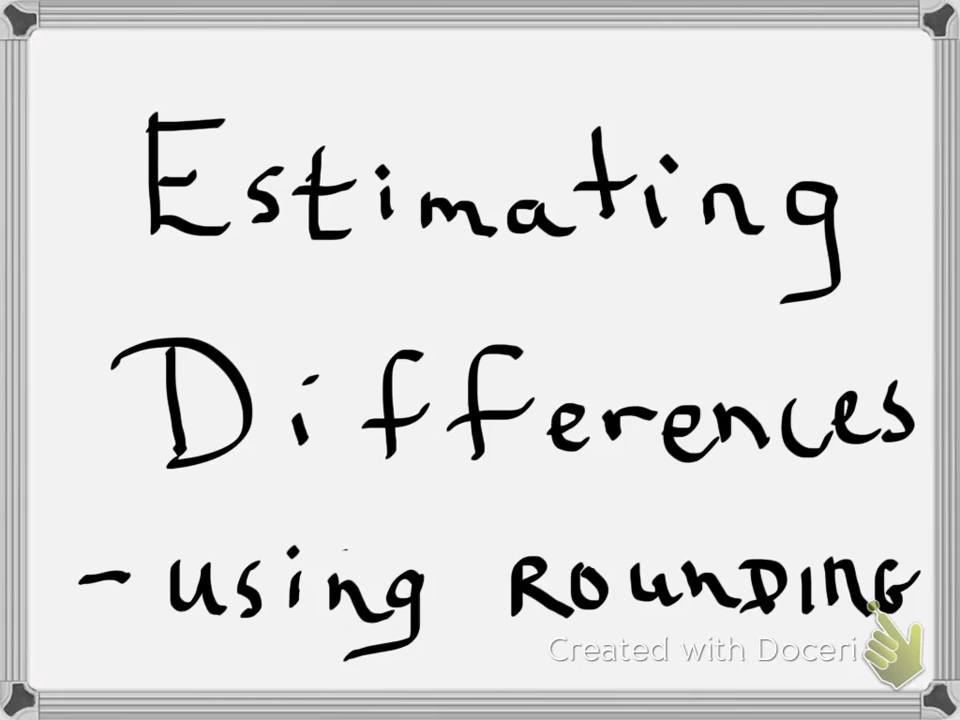 Estimating
Differences
- using ROunDING
Created with Doceri